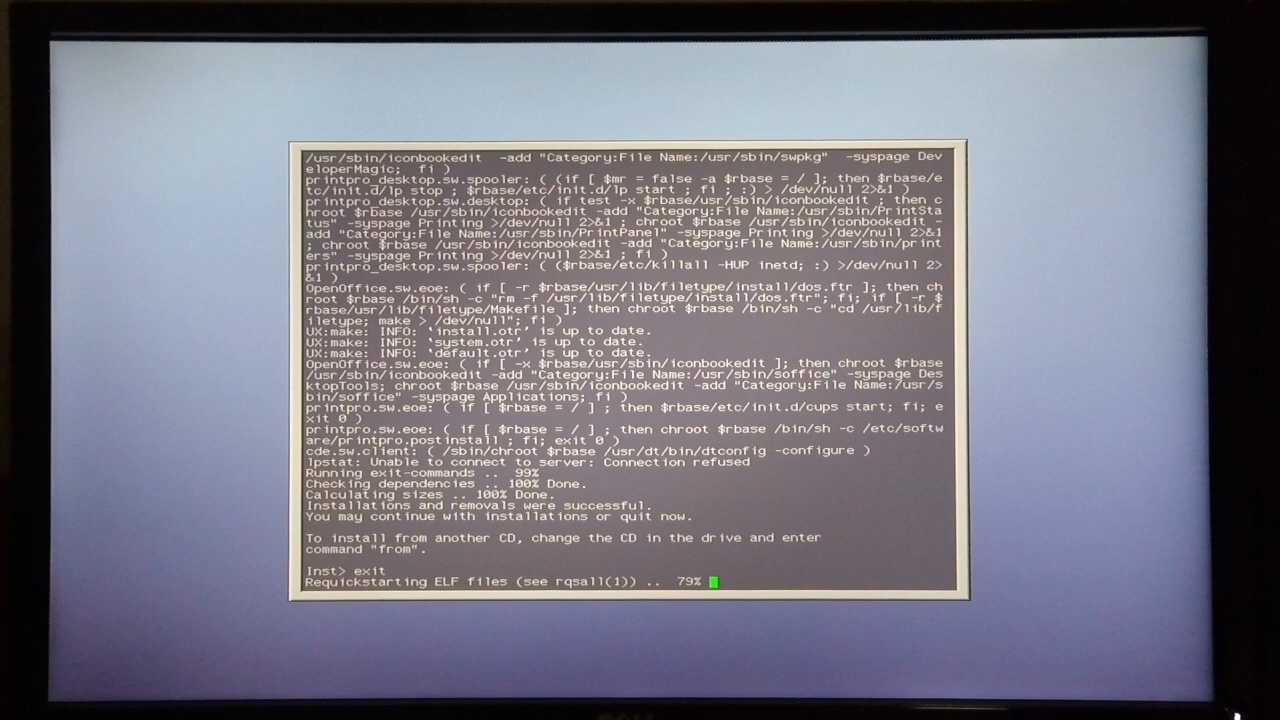 /usr/sbin/iconbookedit  -add "Category:File Name:/usr/sbin/swpkg"  -syspage Dev
eloperMagic;  fi )
printpro_desktop.sw.spooler: ( (if [ $mr = false -a $rbase = / ]; then $rbase/e
tc/init.d/lp stop ; $rbase/etc/init.d/lp start ; fi ; :) > /dev/null 2>&1 )
printpro_desktop.sw.desktop: ( if test -x $rbase/usr/sbin/iconbookedit ; then c
hroot $rbase /usr/sbin/iconbookedit -add "Category:File Name:/usr/sbin/PrintSta
tus" -syspage Printing >/dev/null 2>&1 ; chroot $rbase /usr/sbin/iconbookedit -
add "Category:File Name:/usr/sbin/PrintPanel" -syspage Printing >/dev/null 2>&1
; chroot $rbase /usr/sbin/iconbookedit -add "Category:File Name:/usr/sbin/print
ers" -syspage Printing >/dev/null 2>&1 ; fi )
printpro_desktop.sw.spooler: ( ($rbase/etc/killall -HUP inetd; :) >/dev/null 2>
&1 )
OpenOffice.sw.eoe: ( if [ -r $rbase/usr/lib/filetype/install/dos.ftr ]; then ch
root $rbase /bin/sh -c "rm -f /usr/lib/filetype/install/dos.ftr"; fi; if [ -r $
rbase/usr/lib/filetype/Makefile ]; then chroot $rbase /bin/sh -c "cd /usr/lib/f
iletype; make > /dev/null"; fi )
UX:make: INFO: `install.otr' is up to date.
UX:make: INFO: `system.otr' is up to date.
UX:make: INFO: `default.otr' is up to date.
OpenOffice.sw.eoe: ( if [ -x $rbase/usr/sbin/iconbookedit ]; then chroot $rbase
/usr/sbin/iconbookedit -add "Category:File Name:/usr/sbin/soffice" -syspage Des
ktopTools; chroot $rbase /usr/sbin/iconbookedit -add "Category:File Name:/usr/s
bin/soffice" -syspage Applications; fi )
printpro.sw.eoe: ( if [ $rbase = / ] ; then $rbase/etc/init.d/cups start; fi; e
xit 0 )
printpro.sw.eoe: ( if [ $rbase = / ] ; then chroot $rbase /bin/sh -c /etc/softw
are/printpro.postinstall ; fi; exit 0 )
cde.sw.client: ( /sbin/chroot $rbase /usr/dt/bin/dtconfig -configure )
lpstat: Unable to connect to server: Connection refused
Running exit-commands ..  99%
Checking dependencies .. 100% Done.
Calculating sizes .. 100% Done.
Installations and removals were successful.
You may continue with installations or quit now.
To install from another CD, change the CD in the drive and enter
command "from".
Inst> exit
Requickstarting ELF files (see rqsall(1)) ..  79%